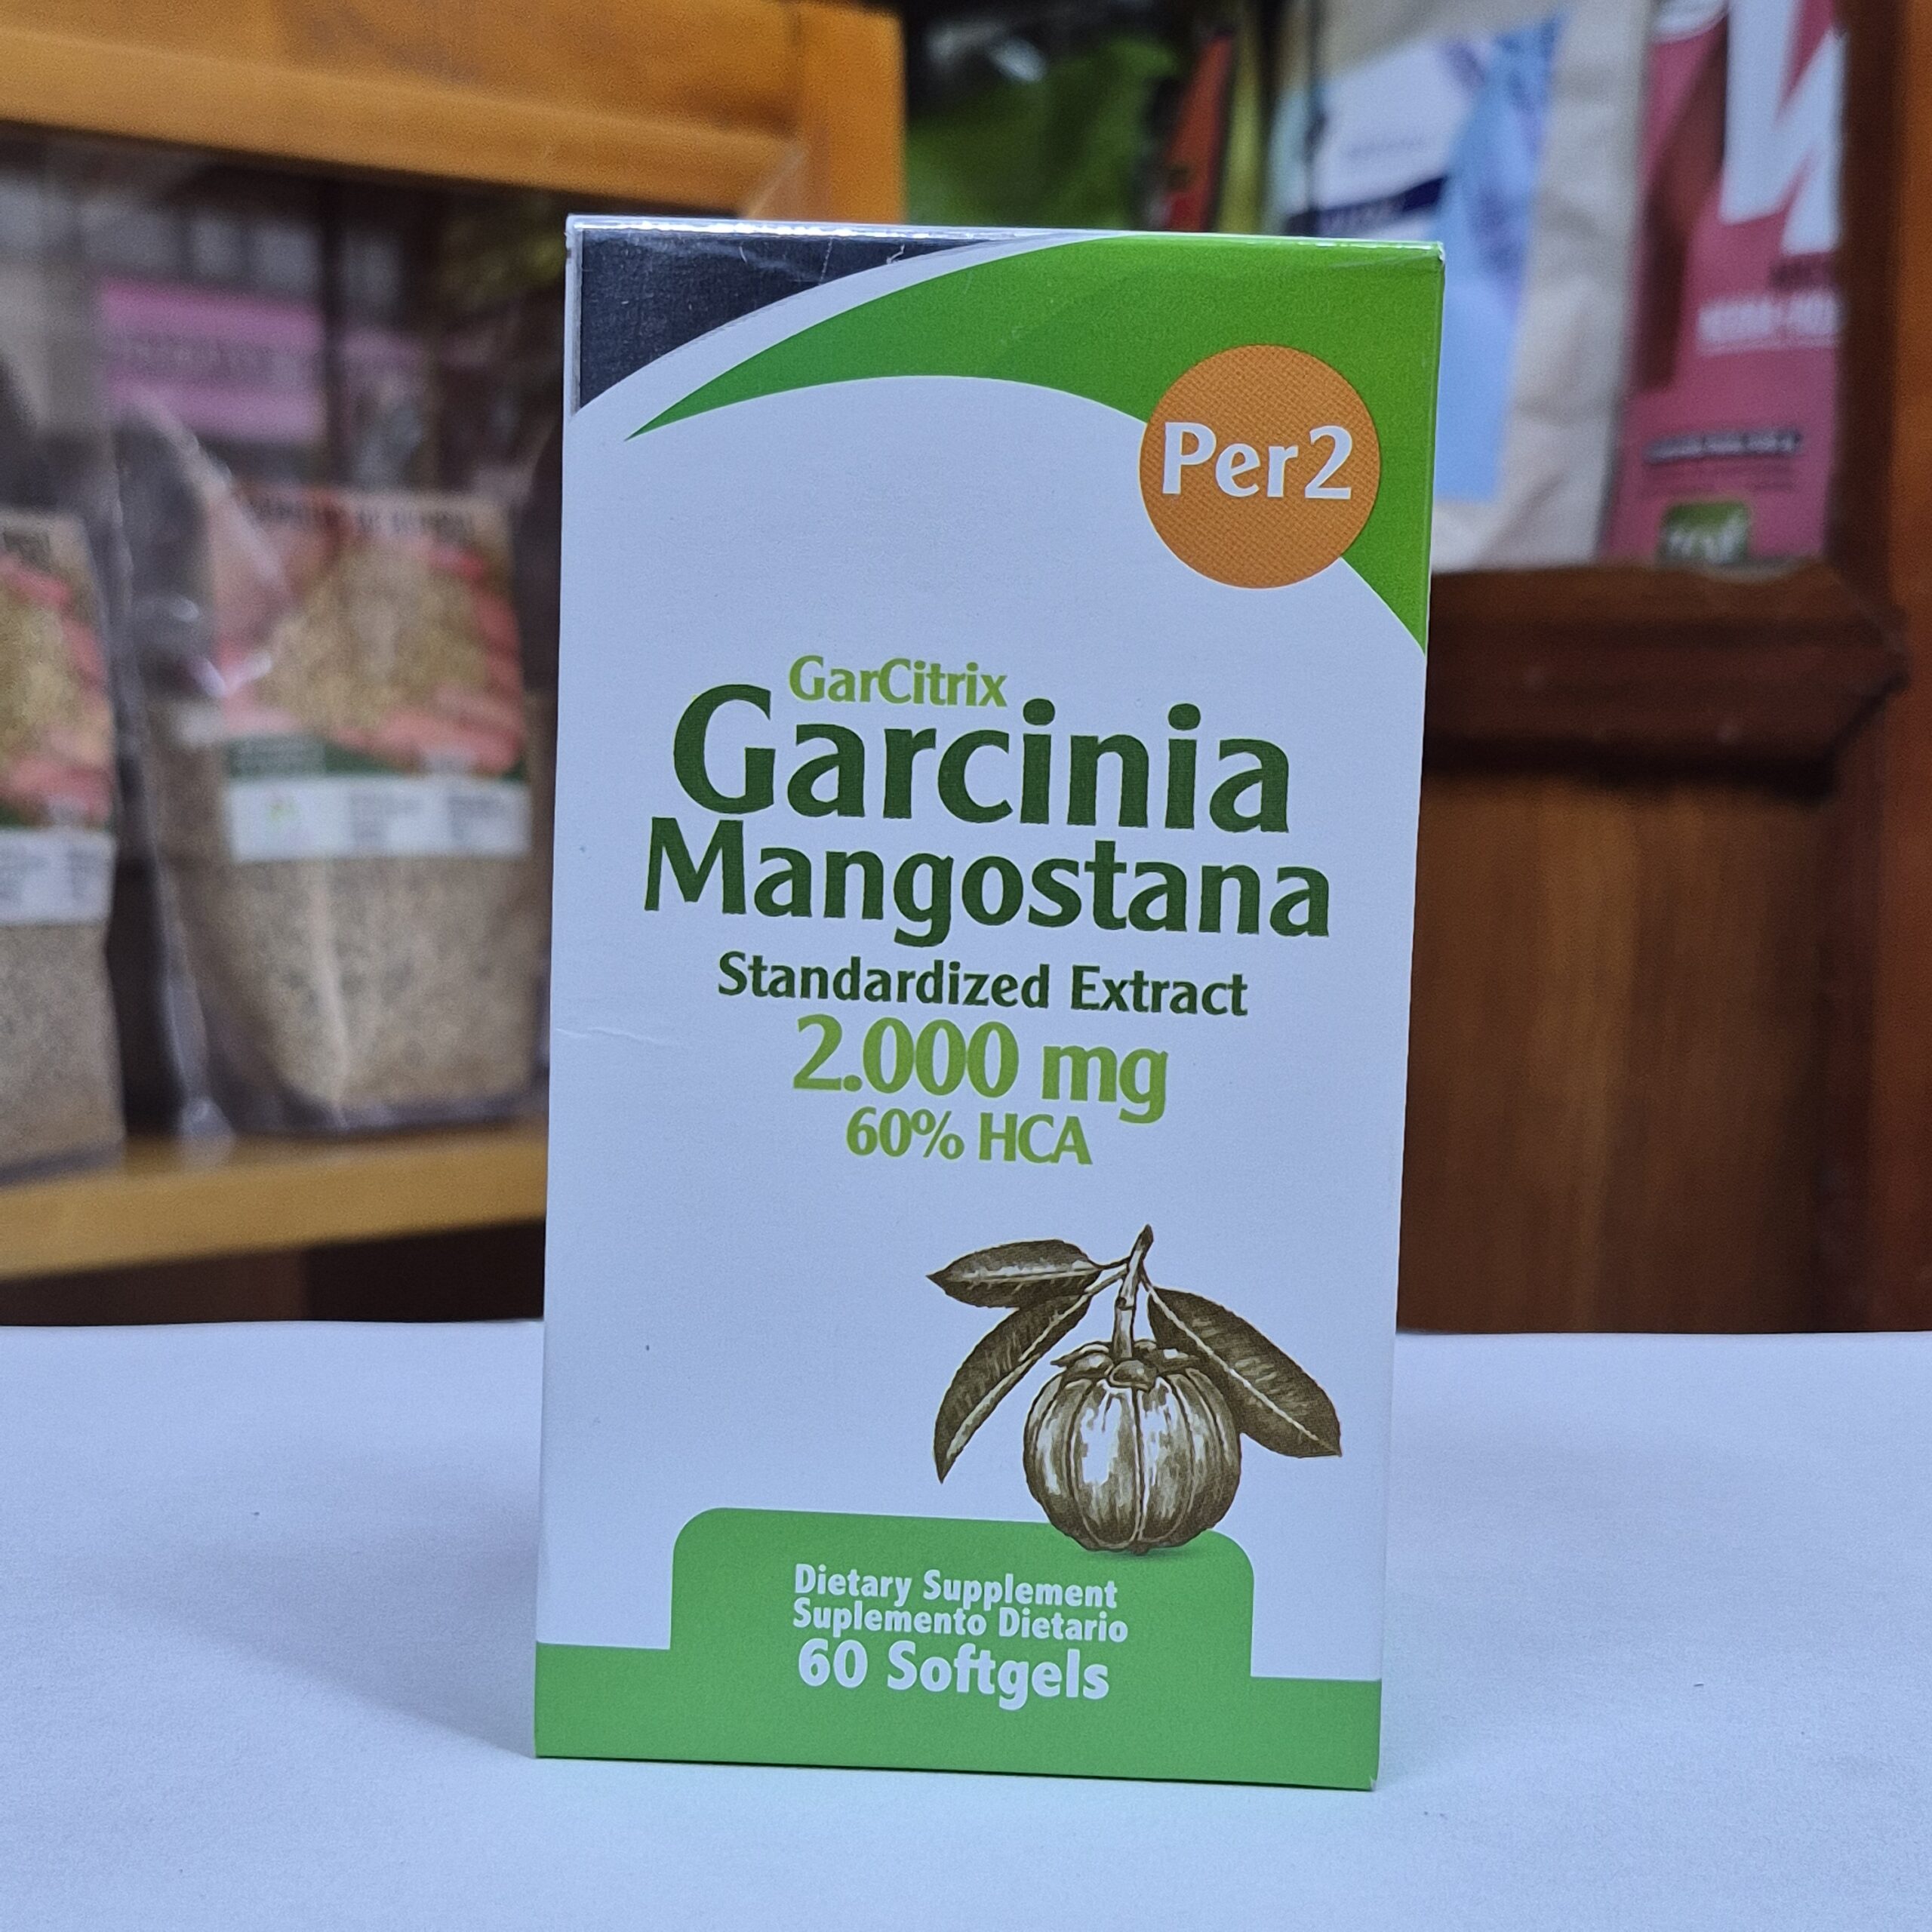 Per2
GarCitrix
Garcinia
Mangostana
Standardized Extract
2.000 mg
60% HCA
Dietary Supplement
Suplemento Dietario
60 Softgels